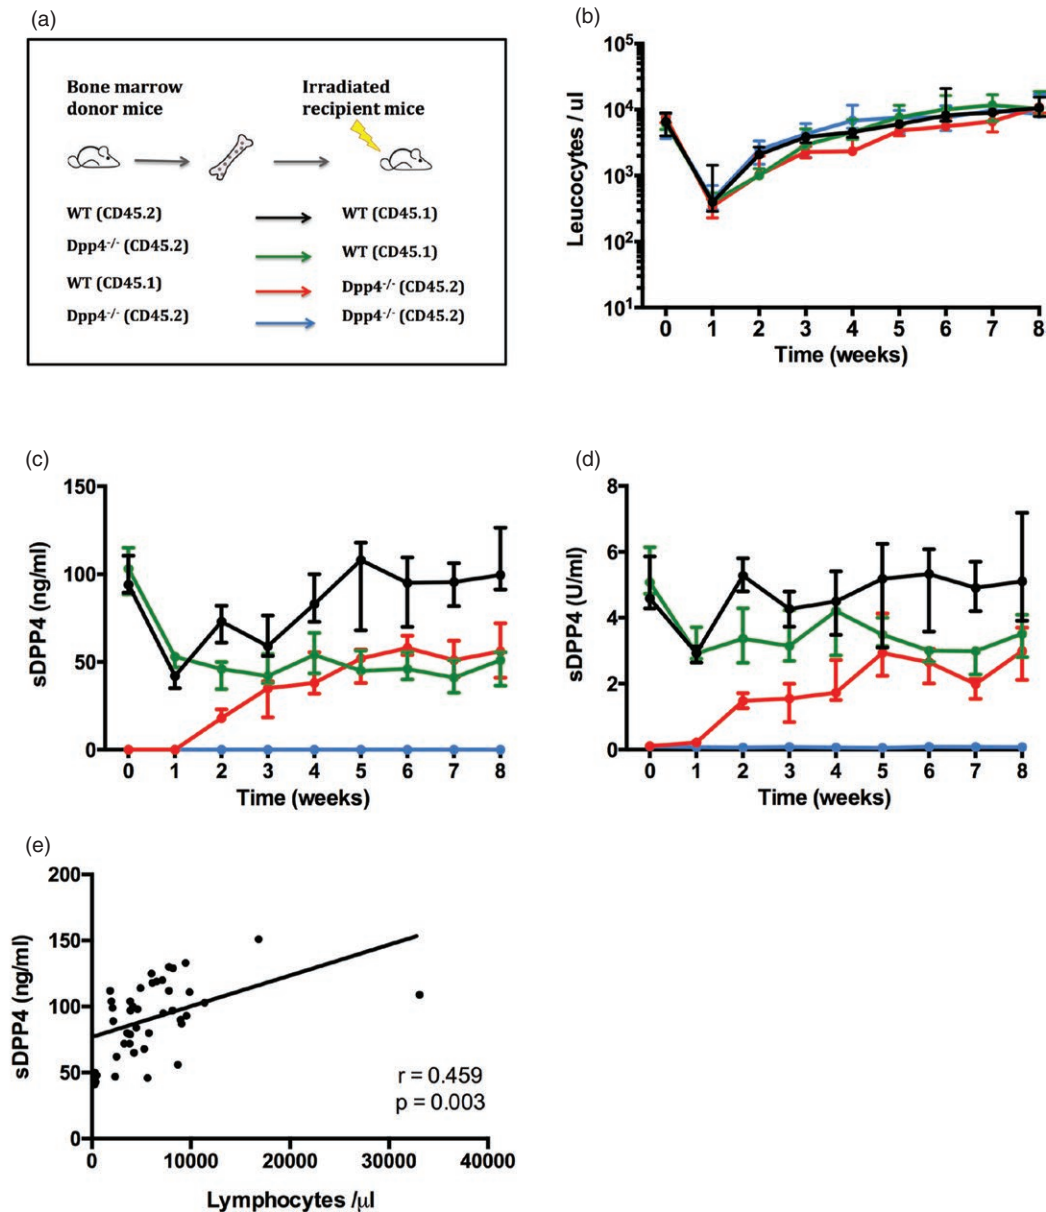 (a)
Bone marrow donor mice
Irradiated recipient mice
WT (CD45.2) WT (CD45.1)
Dpp4-/- (CD45.2) WT (CD45.1)
WT (CD45.1) Dpp4-/- (CD45.2)
Dpp4-/- (CD45.2) Dpp4-/- (CD45.2)
(b)
Leucocytes / ul
10⁵
10⁴
10³
10²
10¹
0 1 2 3 4 5 6 7 8
Time (weeks)
(c)
sDPP4 (ng/ml)
150
100
50
0
0 1 2 3 4 5 6 7 8
Time (weeks)
(d)
sDPP4 (U/ml)
8
6
4
2
0
0 1 2 3 4 5 6 7 8
Time (weeks)
(e)
sDPP4 (ng/ml)
200
150
100
50
0
r = 0.459
p = 0.003
0 10000 20000 30000 40000
Lymphocytes /μl